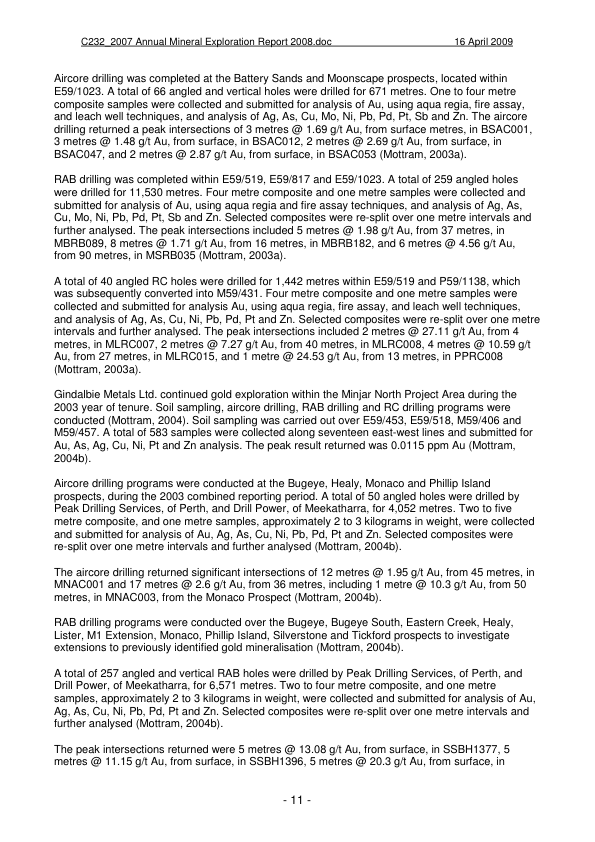 C232_2007 Annual Mineral Exploration Report 2008.doc 16 April 2009
Aircore drilling was completed at the Battery Sands and Moonscape prospects, located within
E59/1023. A total of 66 angled and vertical holes were drilled for 671 metres. One to four metre
composite samples were collected and submitted for analysis of Au, using aqua regia, fire assay,
and leach well techniques, and analysis of Ag, As, Cu, Mo, Ni, Pb, Pd, Pt, Sb and Zn. The aircore
drilling returned a peak intersections of 3 metres @ 1.69 g/t Au, from surface metres, in BSAC001,
3 metres @ 1.48 g/t Au, from surface, in BSAC012, 2 metres @ 2.69 g/t Au, from surface, in
BSAC047, and 2 metres @ 2.87 g/t Au, from surface, in BSAC053 (Mottram, 2003a).
RAB drilling was completed within E59/519, E59/817 and E59/1023. A total of 259 angled holes
were drilled for 11,530 metres. Four metre composite and one metre samples were collected and
submitted for analysis of Au, using aqua regia and fire assay techniques, and analysis of Ag, As,
Cu, Mo, Ni, Pb, Pd, Pt, Sb and Zn. Selected composites were re-split over one metre intervals and
further analysed. The peak intersections included 5 metres @ 1.98 g/t Au, from 37 metres, in
MBRB089, 8 metres @ 1.71 g/t Au, from 16 metres, in MBRB182, and 6 metres @ 4.56 g/t Au,
from 90 metres, in MSRB035 (Mottram, 2003a).
A total of 40 angled RC holes were drilled for 1,442 metres within E59/519 and P59/1138, which
was subsequently converted into M59/431. Four metre composite and one metre samples were
collected and submitted for analysis Au, using aqua regia, fire assay, and leach well techniques,
and analysis of Ag, As, Cu, Ni, Pb, Pd, Pt and Zn. Selected composites were re-split over one metre
intervals and further analysed. The peak intersections included 2 metres @ 27.11 g/t Au, from 4
metres, in MLRC007, 2 metres @ 7.27 g/t Au, from 40 metres, in MLRC008, 4 metres @ 10.59 g/t
Au, from 27 metres, in MLRC015, and 1 metre @ 24.53 g/t Au, from 13 metres, in PPRC008
(Mottram, 2003a).
Gindalbie Metals Ltd. continued gold exploration within the Minjar North Project Area during the
2003 year of tenure. Soil sampling, aircore drilling, RAB drilling and RC drilling programs were
conducted (Mottram, 2004). Soil sampling was carried out over E59/453, E59/518, M59/406 and
M59/457. A total of 583 samples were collected along seventeen east-west lines and submitted for
Au, As, Ag, Cu, Ni, Pt and Zn analysis. The peak result returned was 0.0115 ppm Au (Mottram,
2004b).
Aircore drilling programs were conducted at the Bugeye, Healy, Monaco and Phillip Island
prospects, during the 2003 combined reporting period. A total of 50 angled holes were drilled by
Peak Drilling Services, of Perth, and Drill Power, of Meekatharra, for 4,052 metres. Two to five
metre composite, and one metre samples, approximately 2 to 3 kilograms in weight, were collected
and submitted for analysis of Au, Ag, As, Cu, Ni, Pb, Pd, Pt and Zn. Selected composites were
re-split over one metre intervals and further analysed (Mottram, 2004b).
The aircore drilling returned significant intersections of 12 metres @ 1.95 g/t Au, from 45 metres, in
MNAC001 and 17 metres @ 2.6 g/t Au, from 36 metres, including 1 metre @ 10.3 g/t Au, from 50
metres, in MNAC003, from the Monaco Prospect (Mottram, 2004b).
RAB drilling programs were conducted over the Bugeye, Bugeye South, Eastern Creek, Healy,
Lister, M1 Extension, Monaco, Phillip Island, Silverstone and Tickford prospects to investigate
extensions to previously identified gold mineralisation (Mottram, 2004b).
A total of 257 angled and vertical RAB holes were drilled by Peak Drilling Services, of Perth, and
Drill Power, of Meekatharra, for 6,571 metres. Two to four metre composite, and one metre
samples, approximately 2 to 3 kilograms in weight, were collected and submitted for analysis of Au,
Ag, As, Cu, Ni, Pb, Pd, Pt and Zn. Selected composites were re-split over one metre intervals and
further analysed (Mottram, 2004b).
The peak intersections returned were 5 metres @ 13.08 g/t Au, from surface, in SSBH1377, 5
metres @ 11.15 g/t Au, from surface, in SSBH1396, 5 metres @ 20.3 g/t Au, from surface, in
- 11 -